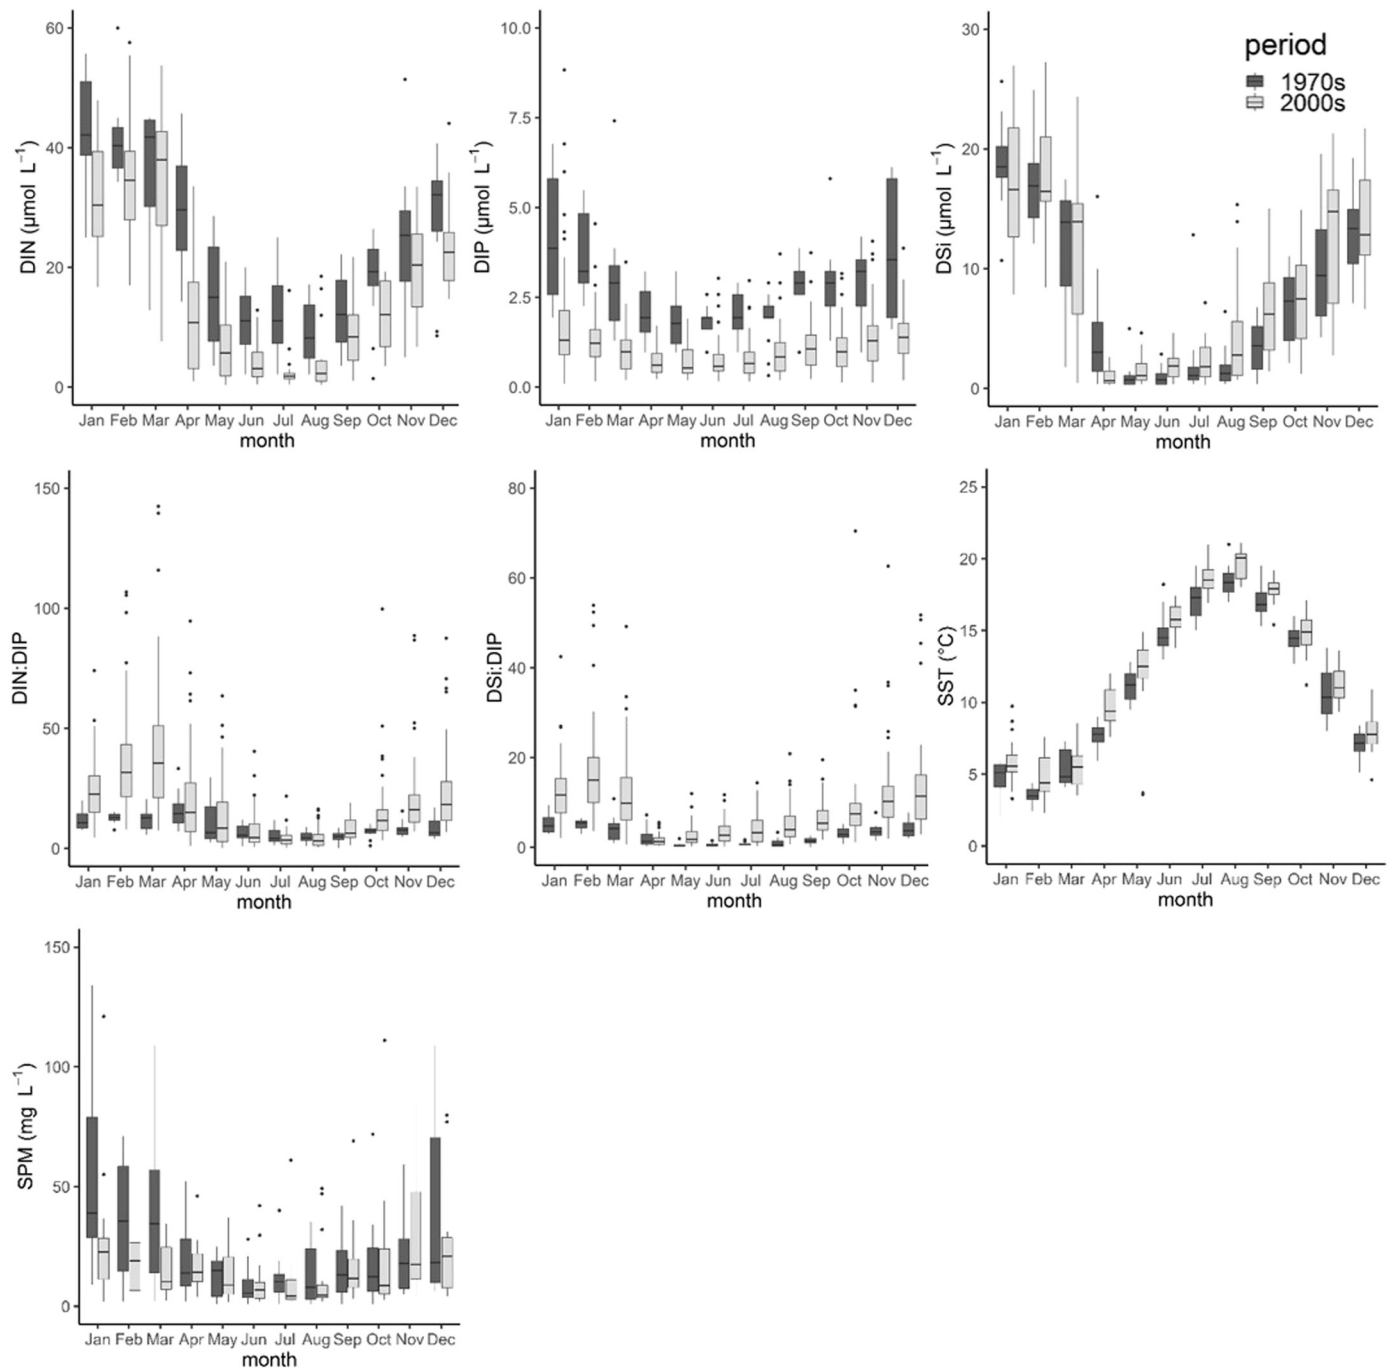 60
40
20
0
DIN (μmol L⁻¹)
Jan Feb Mar Apr May Jun Jul Aug Sep Oct Nov Dec
month
10.0
7.5
5.0
2.5
0.0
DIP (μmol L⁻¹)
Jan Feb Mar Apr May Jun Jul Aug Sep Oct Nov Dec
month
30
20
10
0
DSi (μmol L⁻¹)
Jan Feb Mar Apr May Jun Jul Aug Sep Oct Nov Dec
month
period
1970s
2000s
150
100
50
0
DIN:DIP
Jan Feb Mar Apr May Jun Jul Aug Sep Oct Nov Dec
month
80
60
40
20
0
DSi:DIP
Jan Feb Mar Apr May Jun Jul Aug Sep Oct Nov Dec
month
25
20
15
10
5
0
SST (°C)
Jan Feb Mar Apr May Jun Jul Aug Sep Oct Nov Dec
month
150
100
50
0
SPM (mg L⁻¹)
Jan Feb Mar Apr May Jun Jul Aug Sep Oct Nov Dec
month